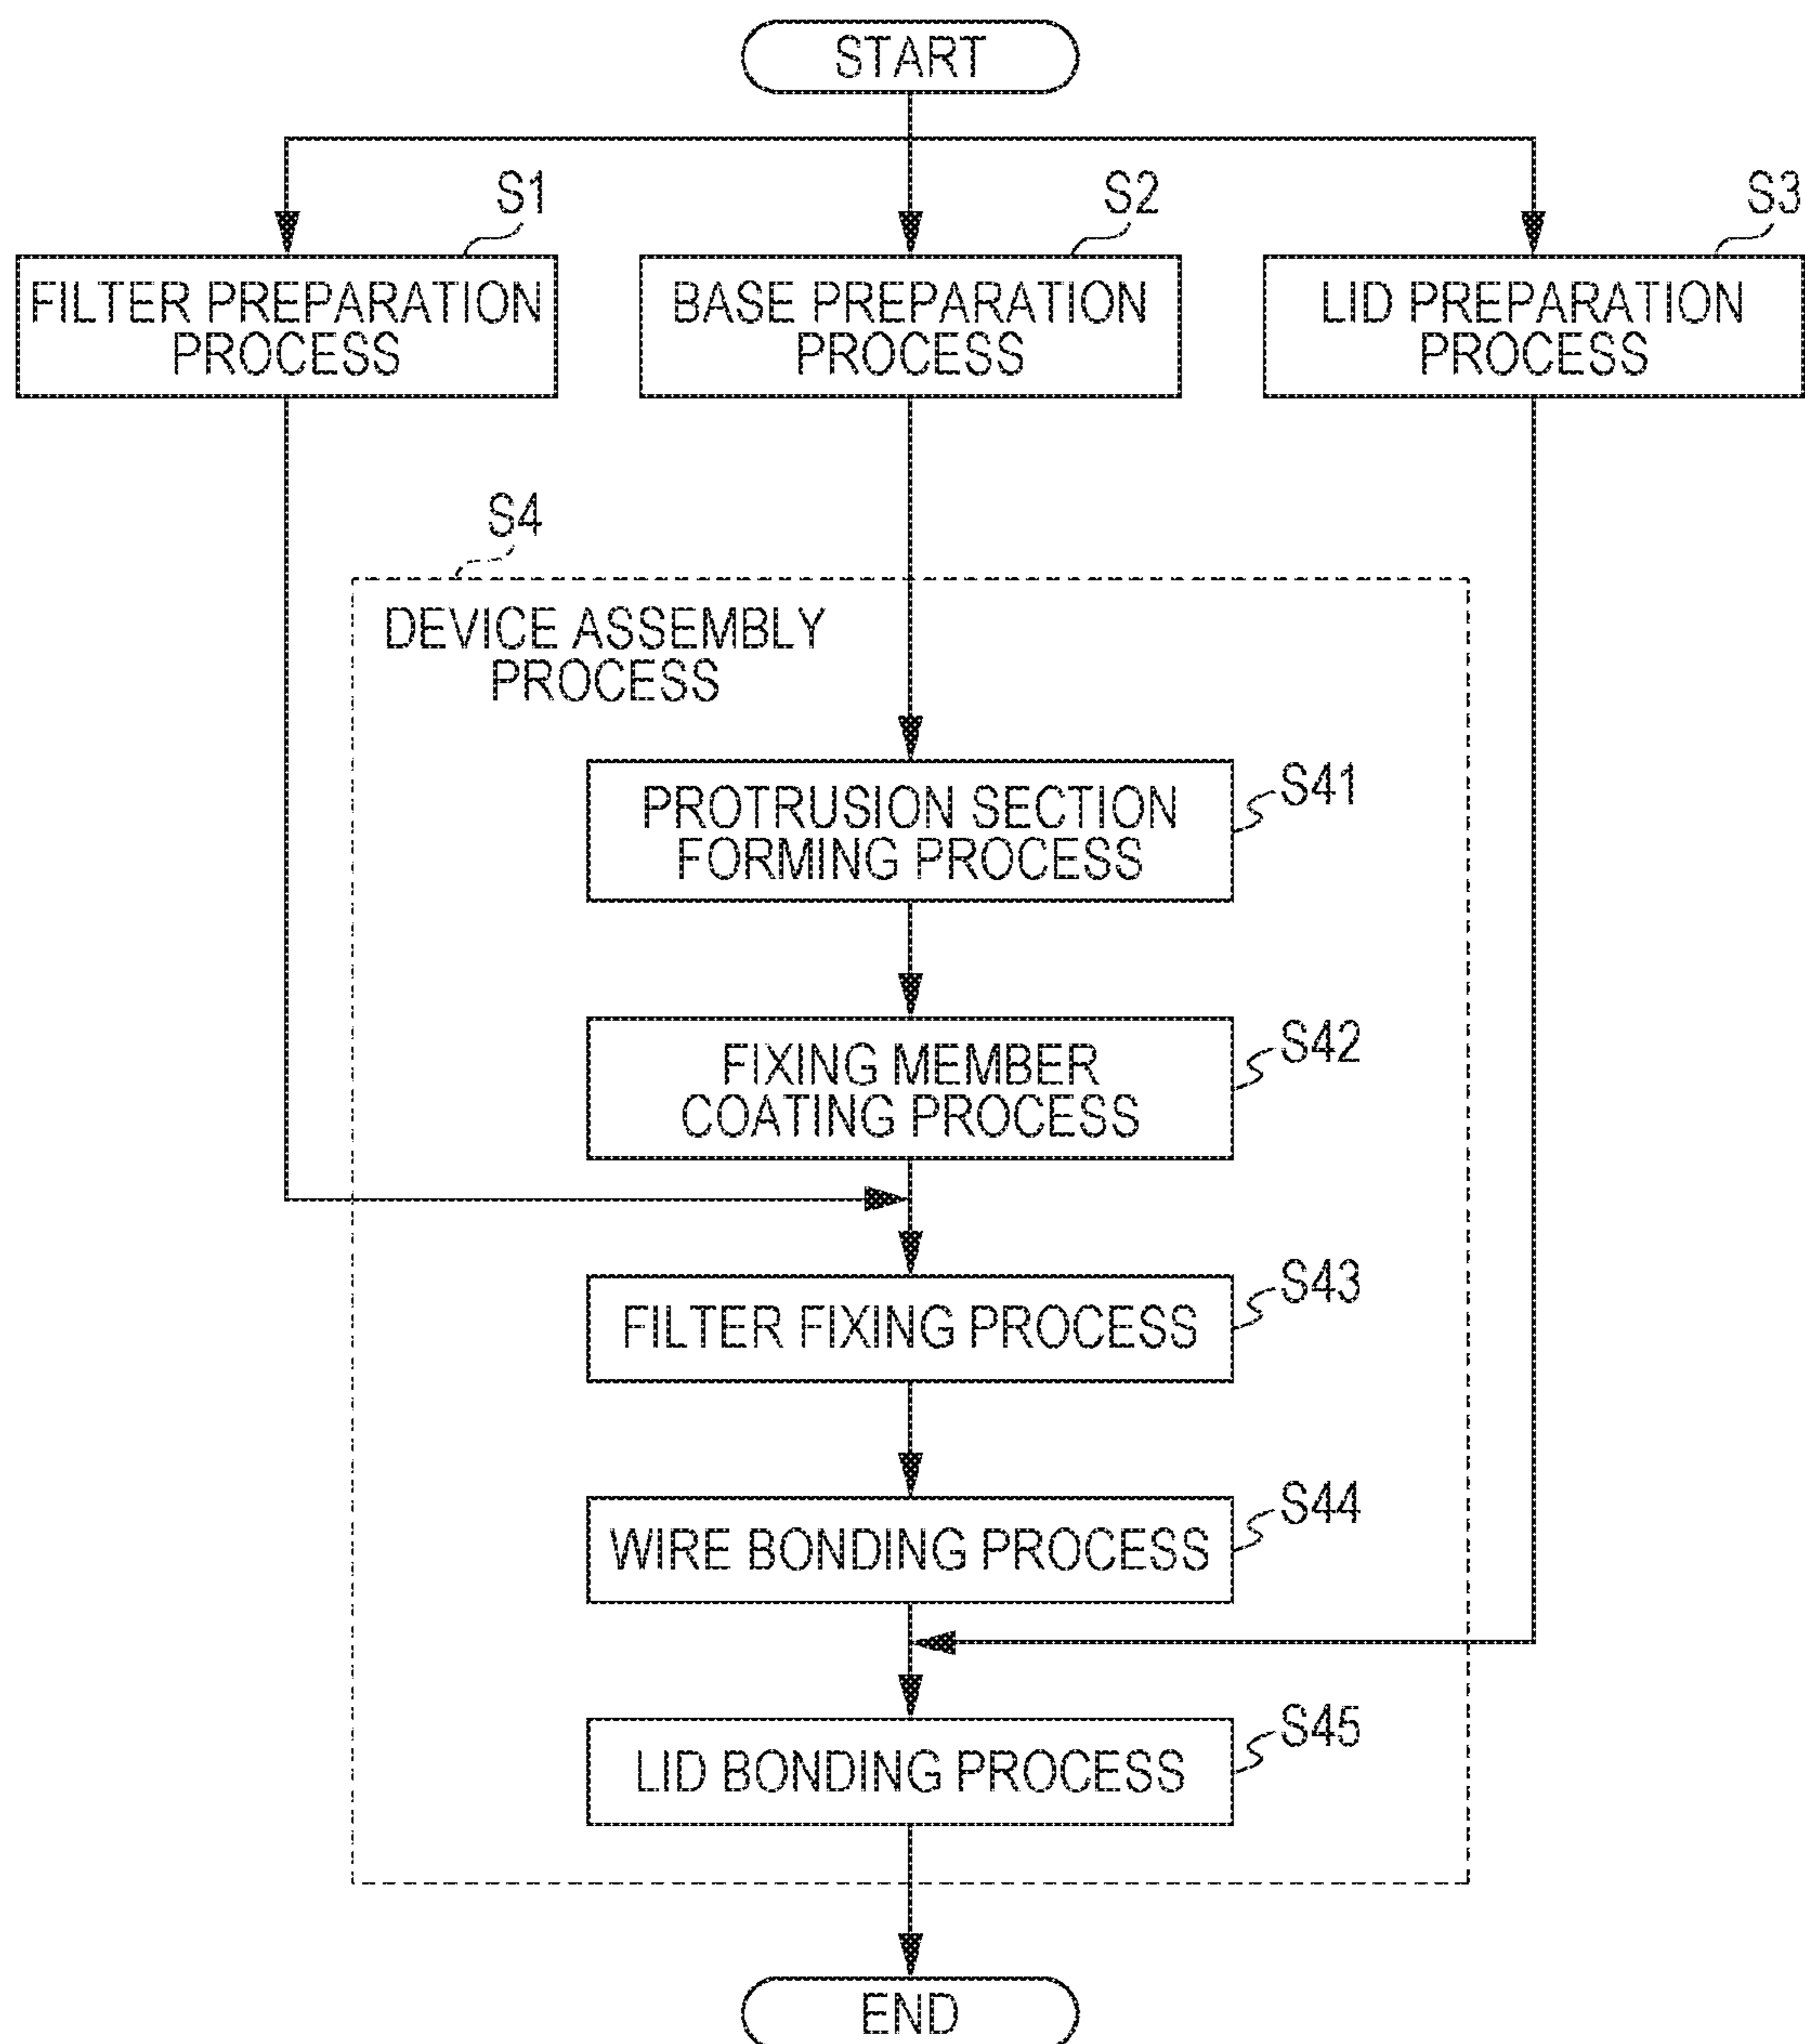 START
S1
S2
S3
FILTER PREPARATION
PROCESS
BASE PREPARATION
PROCESS
LID PREPARATION
PROCESS
S4
DEVICE ASSEMBLY
PROCESS
PROTRUSION SECTION
FORMING PROCESS
S41
FIXING MEMBER
COATING PROCESS
S42
FILTER FIXING PROCESS
S43
WIRE BONDING PROCESS
S44
LID BONDING PROCESS
S45
END